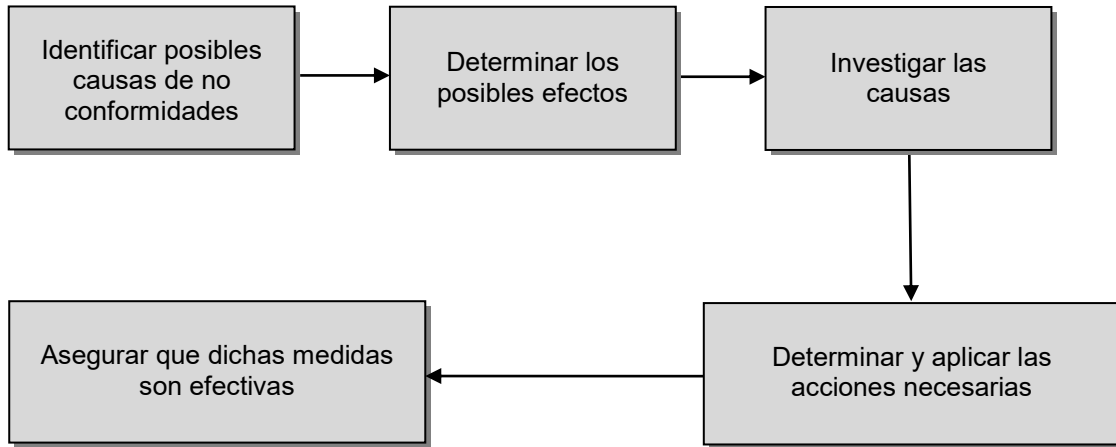 Identificar posibles
causas de no
conformidades
Determinar los
posibles efectos
Investigar las
causas
Determinar y aplicar las
acciones necesarias
Asegurar que dichas medidas
son efectivas